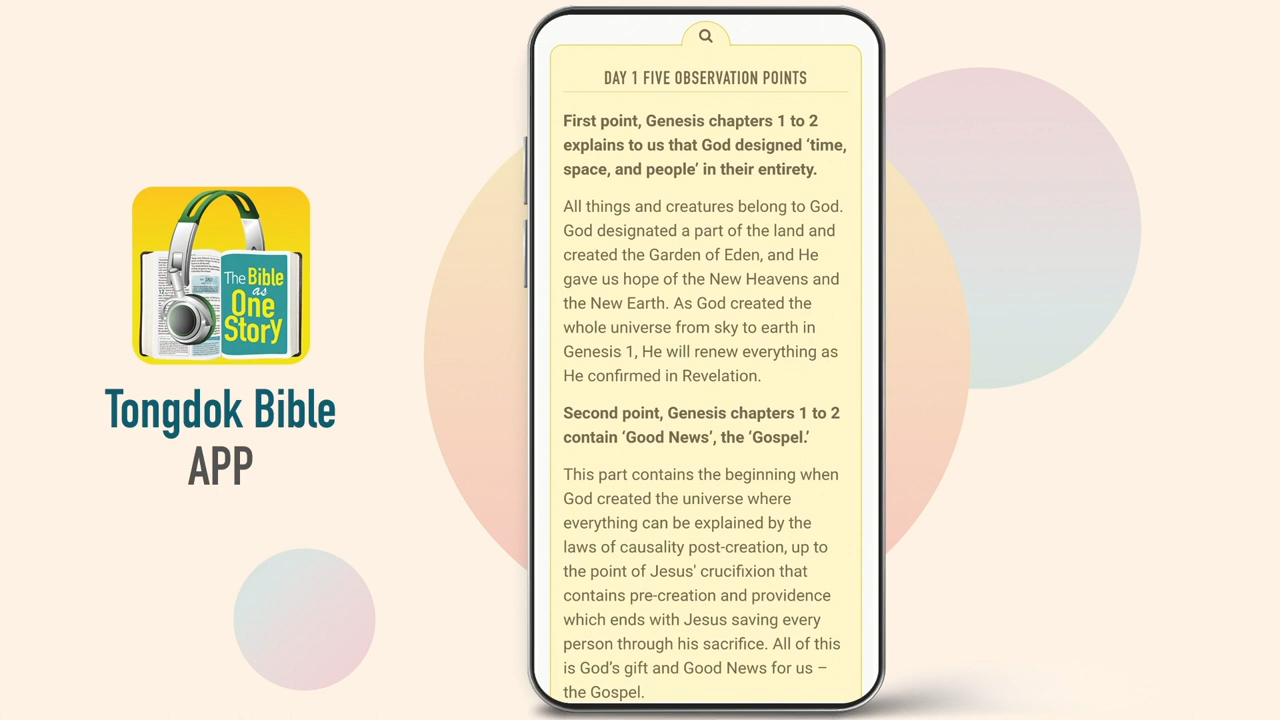 The Bible
as
One
Story
Tongdok Bible
APP
DAY 1 FIVE OBSERVATION POINTS
First point, Genesis chapters 1 to 2
explains to us that God designed ‘time,
space, and people’ in their entirety.
All things and creatures belong to God.
God designated a part of the land and
created the Garden of Eden, and He
gave us hope of the New Heavens and
the New Earth. As God created the
whole universe from sky to earth in
Genesis 1, He will renew everything as
He confirmed in Revelation.
Second point, Genesis chapters 1 to 2
contain ‘Good News’, the ‘Gospel.’
This part contains the beginning when
God created the universe where
everything can be explained by the
laws of causality post-creation, up to
the point of Jesus' crucifixion that
contains pre-creation and providence
which ends with Jesus saving every
person through his sacrifice. All of this
is God’s gift and Good News for us –
the Gospel.